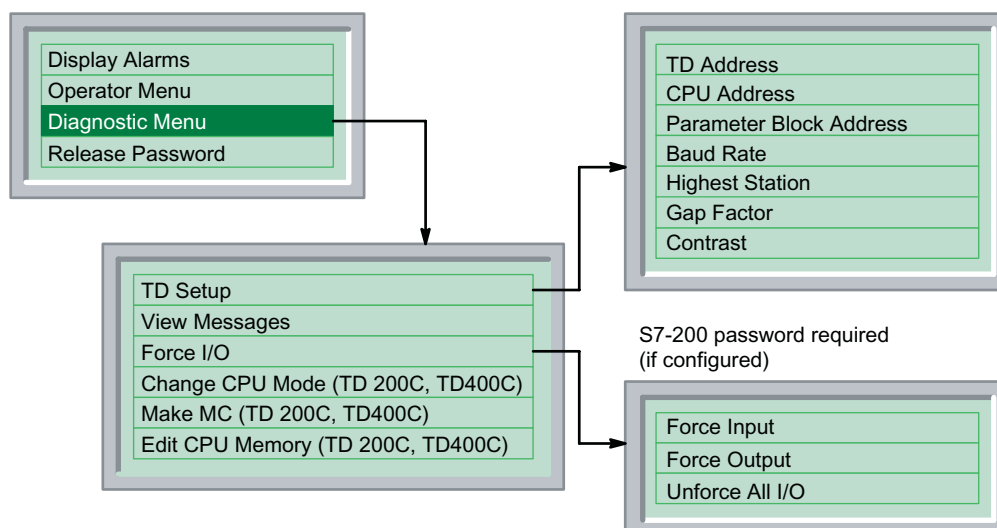 Display Alarms
Operator Menu
Diagnostic Menu
Release Password
TD Setup
View Messages
Force I/O
Change CPU Mode (TD 200C, TD400C)
Make MC (TD 200C, TD400C)
Edit CPU Memory (TD 200C, TD400C)
TD Address
CPU Address
Parameter Block Address
Baud Rate
Highest Station
Gap Factor
Contrast
S7-200 password required
(if configured)
Force Input
Force Output
Unforce All I/O